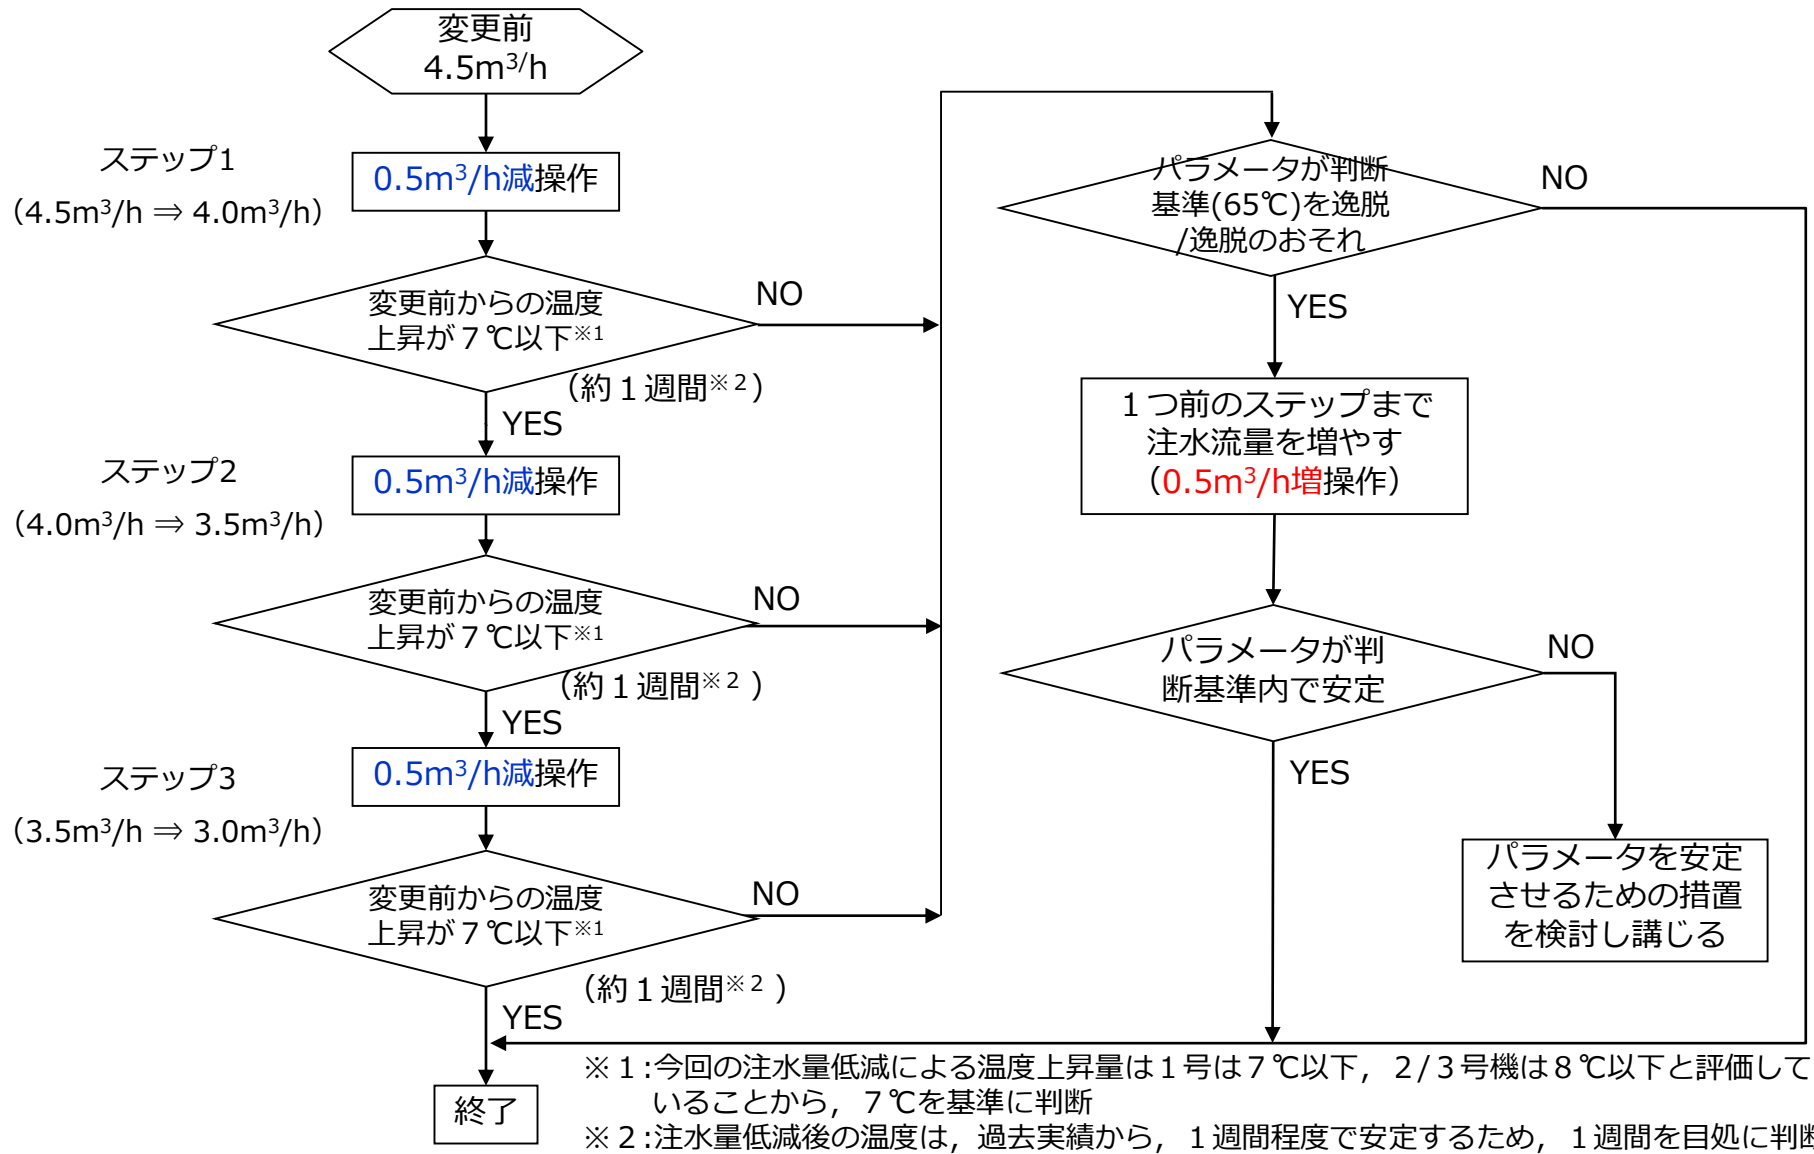 変更前
4.5m³/h
ステップ1
（4.5m³/h ⇒ 4.0m³/h）
0.5m³/h減操作
変更前からの温度
上昇が７℃以下※1
NO
（約１週間※２）
YES
ステップ2
（4.0m³/h ⇒ 3.5m³/h）
0.5m³/h減操作
変更前からの温度
上昇が７℃以下※1
NO
（約１週間※２）
YES
ステップ3
（3.5m³/h ⇒ 3.0m³/h）
0.5m³/h減操作
変更前からの温度
上昇が７℃以下※1
NO
（約１週間※２）
YES
終了
パラメータが判断
基準(65℃)を逸脱
/逸脱のおそれ
NO
YES
１つ前のステップまで
注水流量を増やす
（0.5m³/h増操作）
パラメータが判
断基準内で安定
NO
YES
パラメータを安定
させるための措置
を検討し講じる
※１:今回の注水量低減による温度上昇量は１号は７℃以下，２/３号機は８℃以下と評価して
いることから，７℃を基準に判断
※２:注水量低減後の温度は，過去実績から，１週間程度で安定するため，１週間を目処に判断